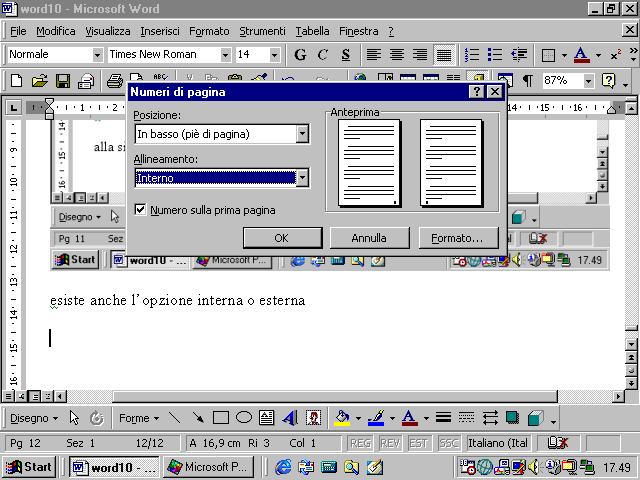 word10 - Microsoft Word
File Modifica Visualizza Inserisci Formato Strumenti Tabella Finestra ?
Normale Times New Roman 14 G C S
87%
Numeri di pagina
Posizione:
In basso (piè di pagina)
Allineamento:
Interno
Numero sulla prima pagina
Anteprima
OK Annulla Formato...
alla si
Disegno
Pg 11 Sez
Start word10 - ... Microsoft P... 17.49
esiste anche l'opzione interna o esterna
Disegno Forme
Pg 12 Sez 1 12/12 A 16,9 cm Ri 3 Col 1 REG REV EST SSC Italiano (Ital
Start word10 - ... Microsoft P... 17.49